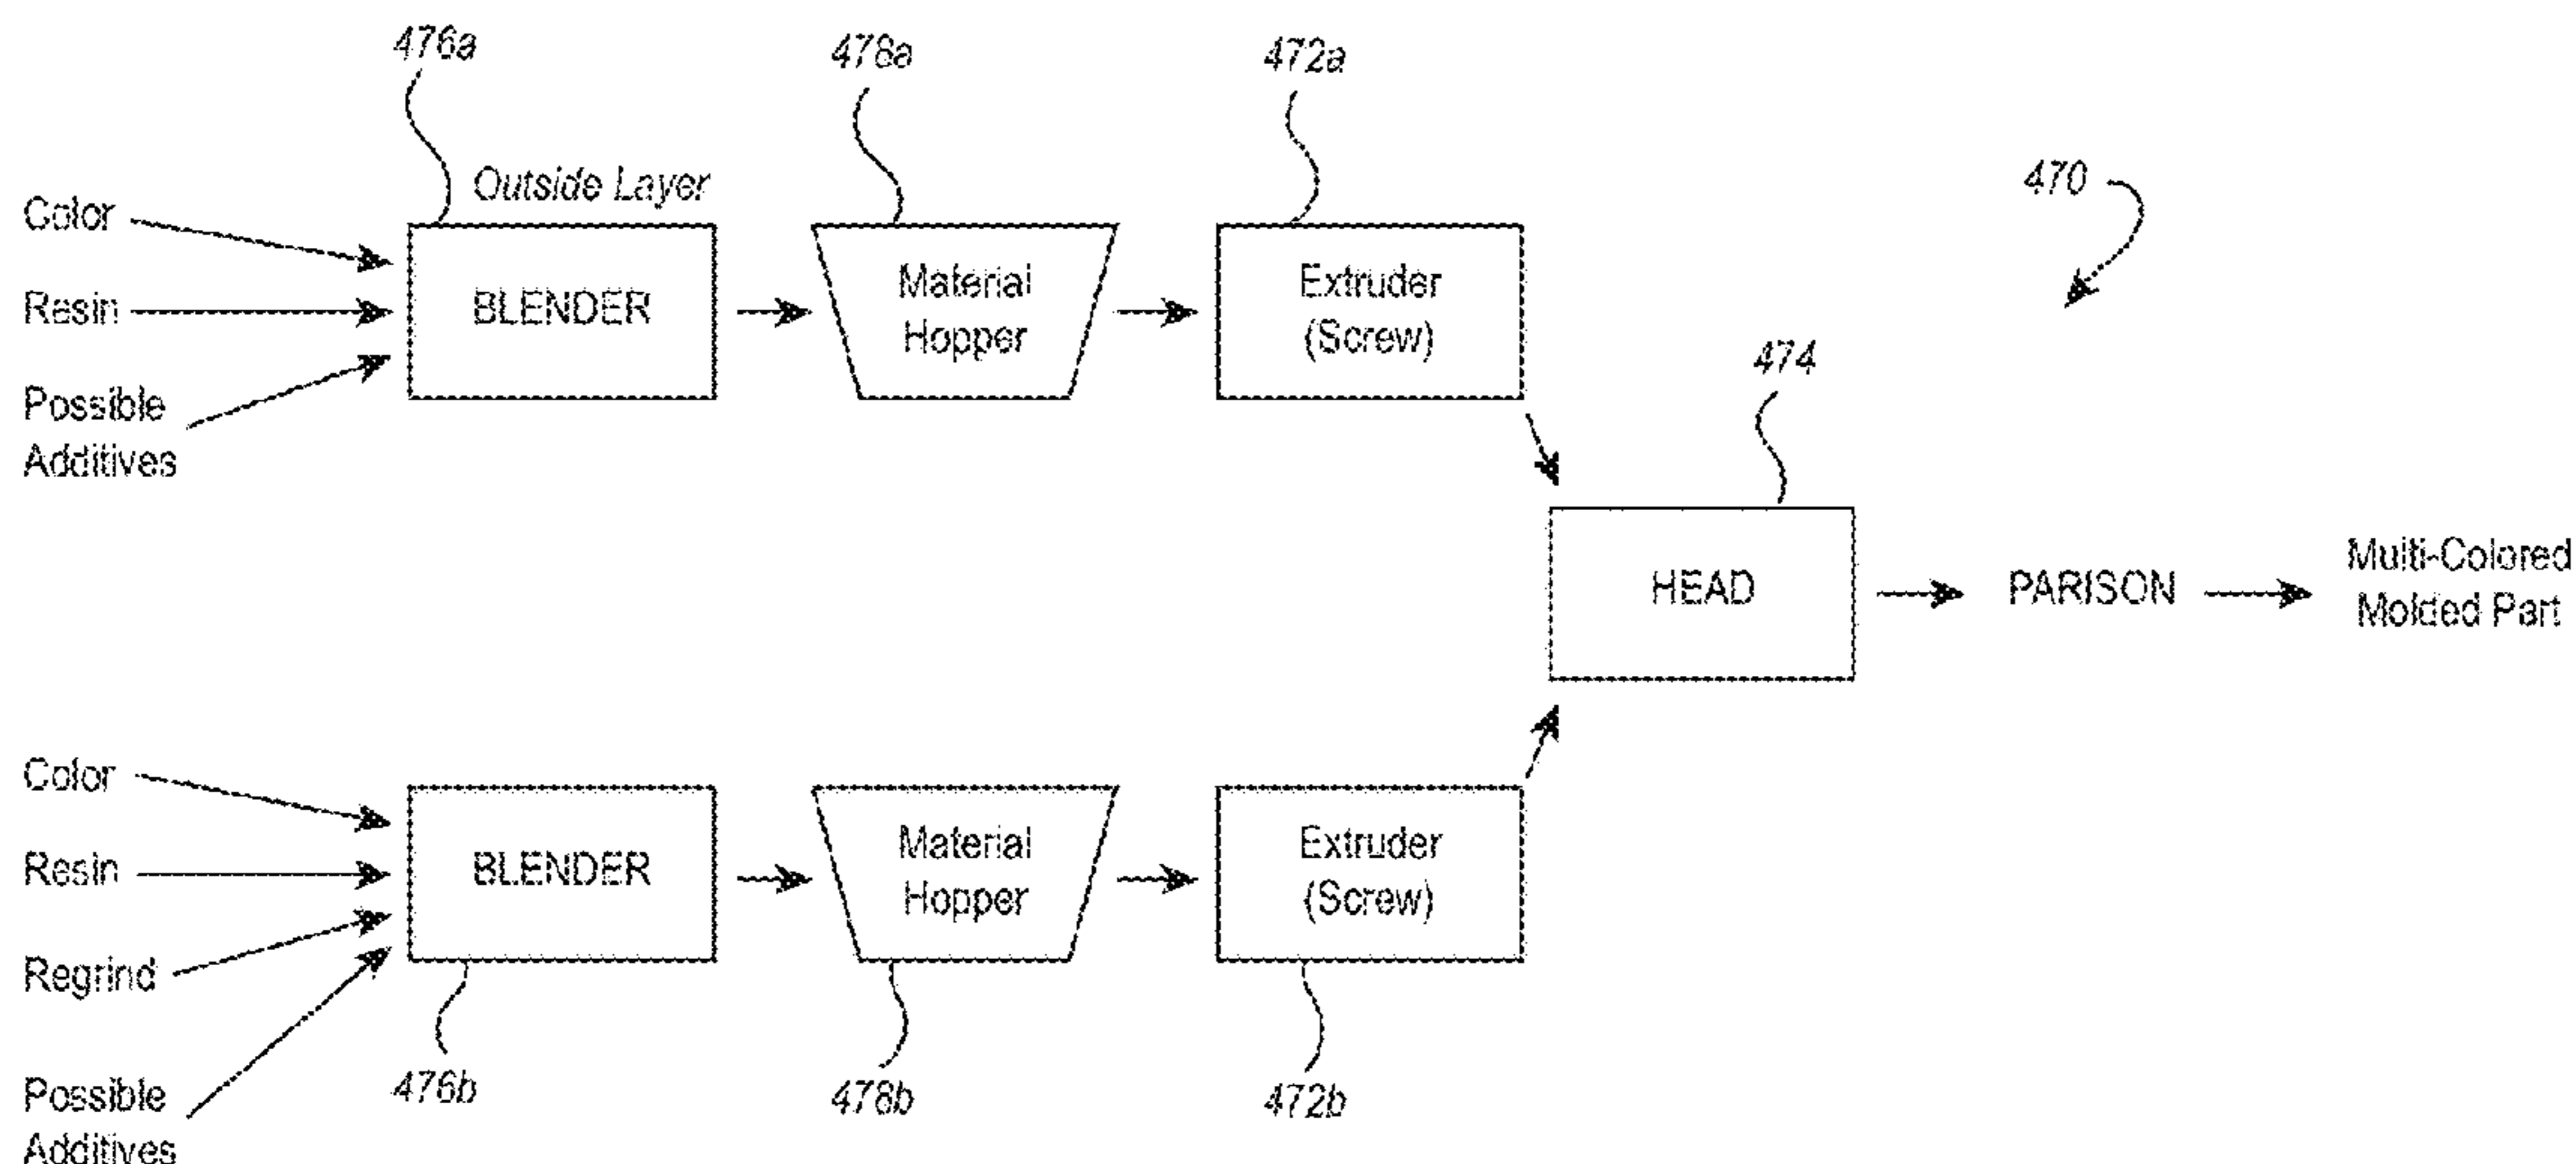 476a
478a
472a
470
Outside Layer
Color
Resin
Possible
Additives
BLENDER
Material
Hopper
Extruder
(Screw)
474
HEAD
PARISON
Multi-Colored
Molded Part
Color
Resin
Regrind
Possible
Additives
BLENDER
Material
Hopper
Extruder
(Screw)
476b
478b
472b